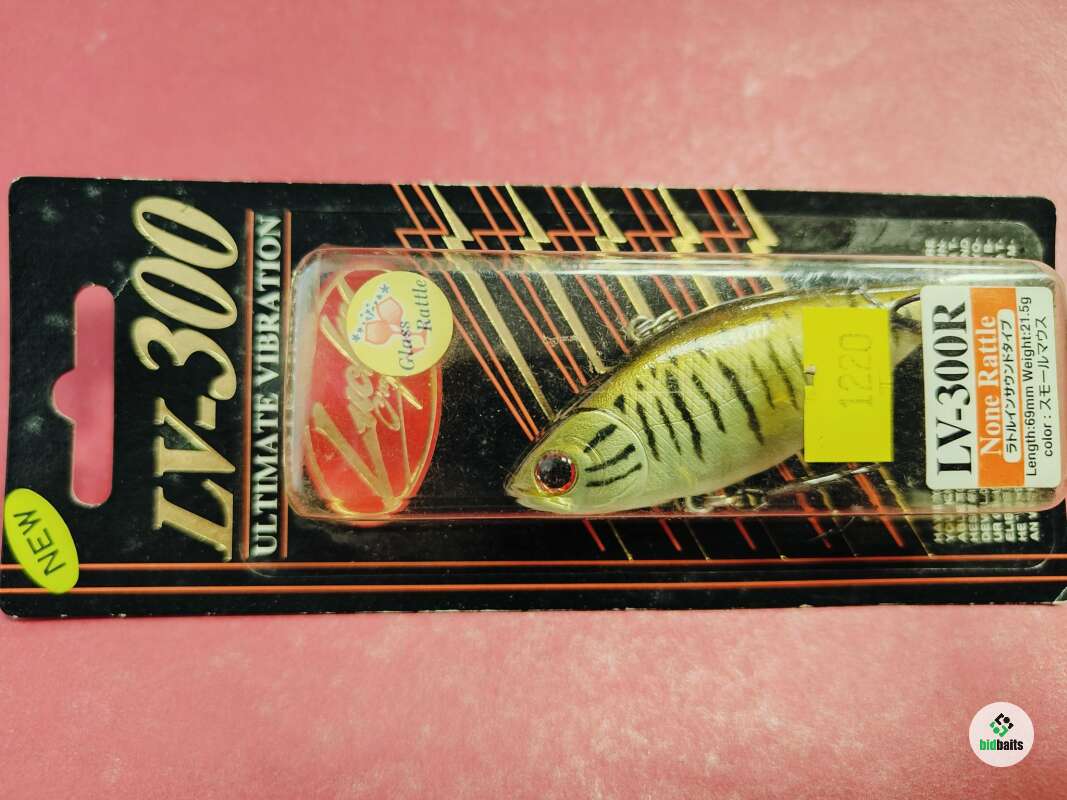 LV-300
ULTIMATE VIBRATION
NEW
Lucky
Craft
Glass
Rattle
1220
LV-300R
None Rattle
ラトルインサウンドタイプ
Length:69mm Weight:21.5g
color : スモールマウス
bidbaits